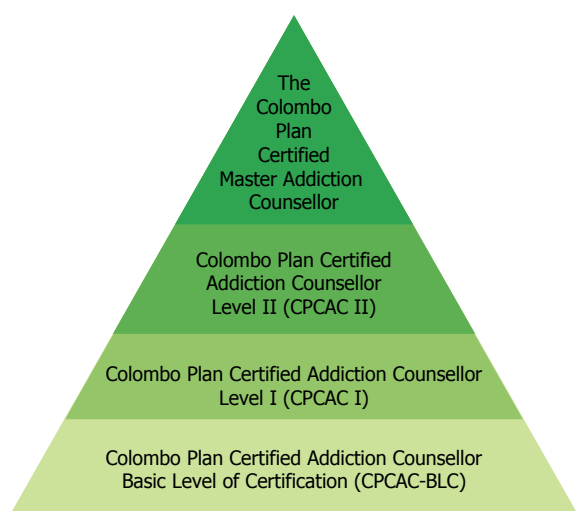 The
Colombo
Plan
Certified
Master Addiction
Counsellor
Colombo Plan Certified
Addiction Counsellor
Level II (CPCAC II)
Colombo Plan Certified Addiction Counsellor
Level I (CPCAC I)
Colombo Plan Certified Addiction Counsellor
Basic Level of Certification (CPCAC-BLC)